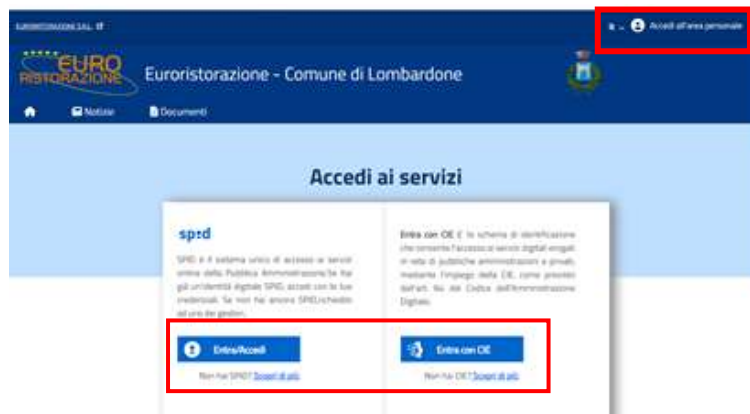 EURORISTORAZIONE S.R.L.
Accedi all'area personale
EURO
RISTORAZIONE
Euroristorazione - Comune di Lombardone
Notizie
Documenti
Accedi ai servizi
spid
SPID è il sistema unico di accesso ai servizi
online della Pubblica Amministrazione. Se hai
già un'identità digitale SPID, accedi con le tue
credenziali. Se non hai ancora SPID, richiedilo
ad uno dei gestori.
Entra/Accedi
Non hai SPID? Scopri di più.
Entra con CIE È lo schema di identificazione
che consente l'accesso ai servizi digitali erogati
in rete di pubbliche amministrazioni e privati,
mediante l'impiego della CIE, come previsto
dall'art. del Codice dell'Amministrazione
Digitale.
Entra con CIE
Non hai CIE? Scopri di più.